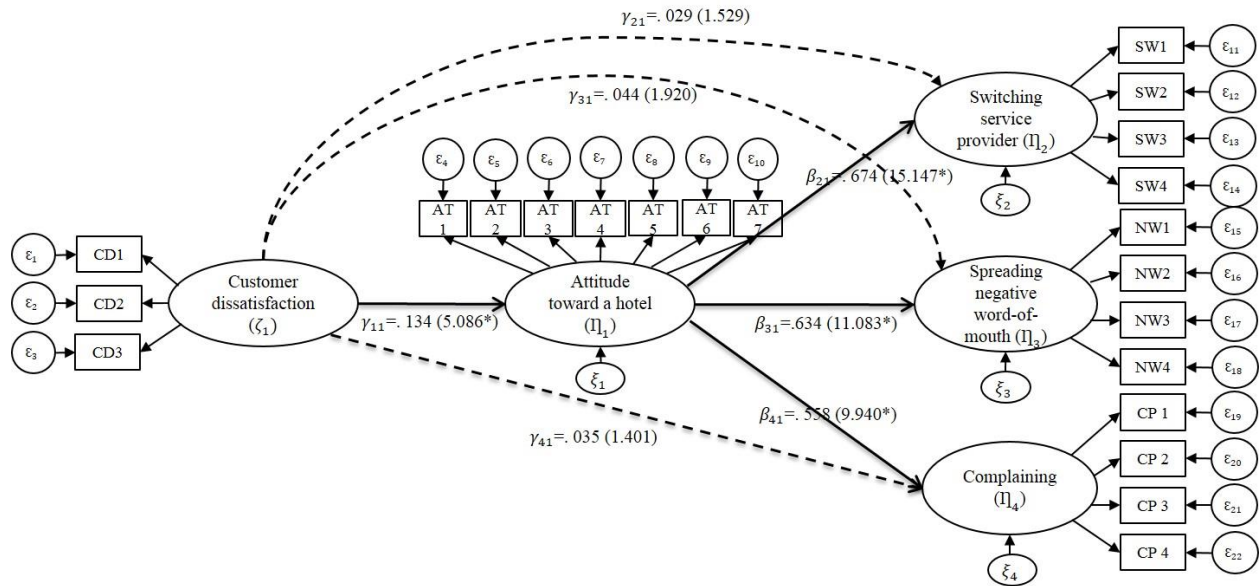 γ21=. 029 (1.529)
γ31=. 044 (1.920)
ε4
ε5
ε6
ε7
ε8
ε9
ε10
AT
1
AT
2
AT
3
AT
4
AT
5
AT
6
AT
7
ε1
CD1
ε2
CD2
ε3
CD3
Customer
dissatisfaction
(ζ1)
γ11=. 134 (5.086*)
Attitude
toward a hotel
(Ƞ1)
ξ1
β21=. 674 (15.147*)
β31=.634 (11.083*)
β41=. 558 (9.940*)
γ41=. 035 (1.401)
Switching
service
provider (Ƞ2)
ξ2
SW1
ε11
SW2
ε12
SW3
ε13
SW4
ε14
Spreading
negative
word-of-
mouth (Ƞ3)
ξ3
NW1
ε15
NW2
ε16
NW3
ε17
NW4
ε18
Complaining
(Ƞ4)
ξ4
CP 1
ε19
CP 2
ε20
CP 3
ε21
CP 4
ε22